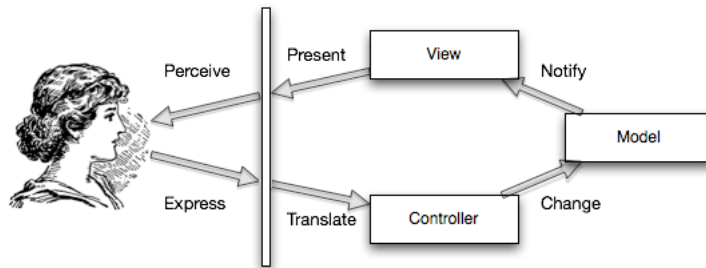 Present
View
Perceive
Notify
Model
Express
Translate
Controller
Change